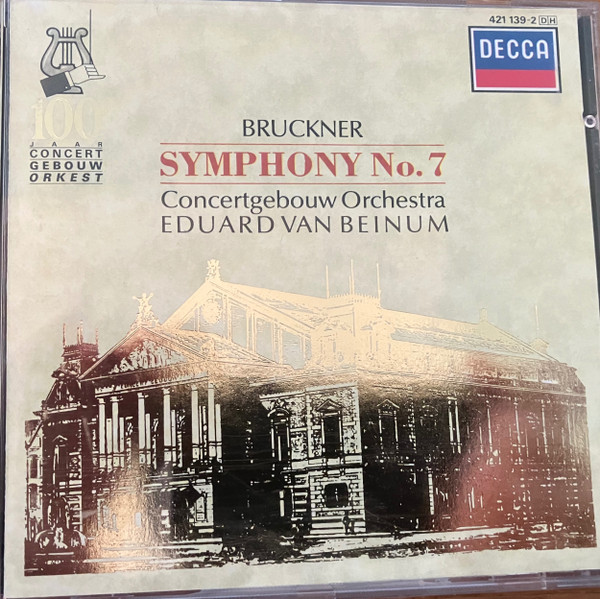 421 139-2 DH
DECCA
100
JAAR
CONCERT
GEBOUW
ORKEST
BRUCKNER
SYMPHONY No. 7
Concertgebouw Orchestra
EDUARD VAN BEINUM